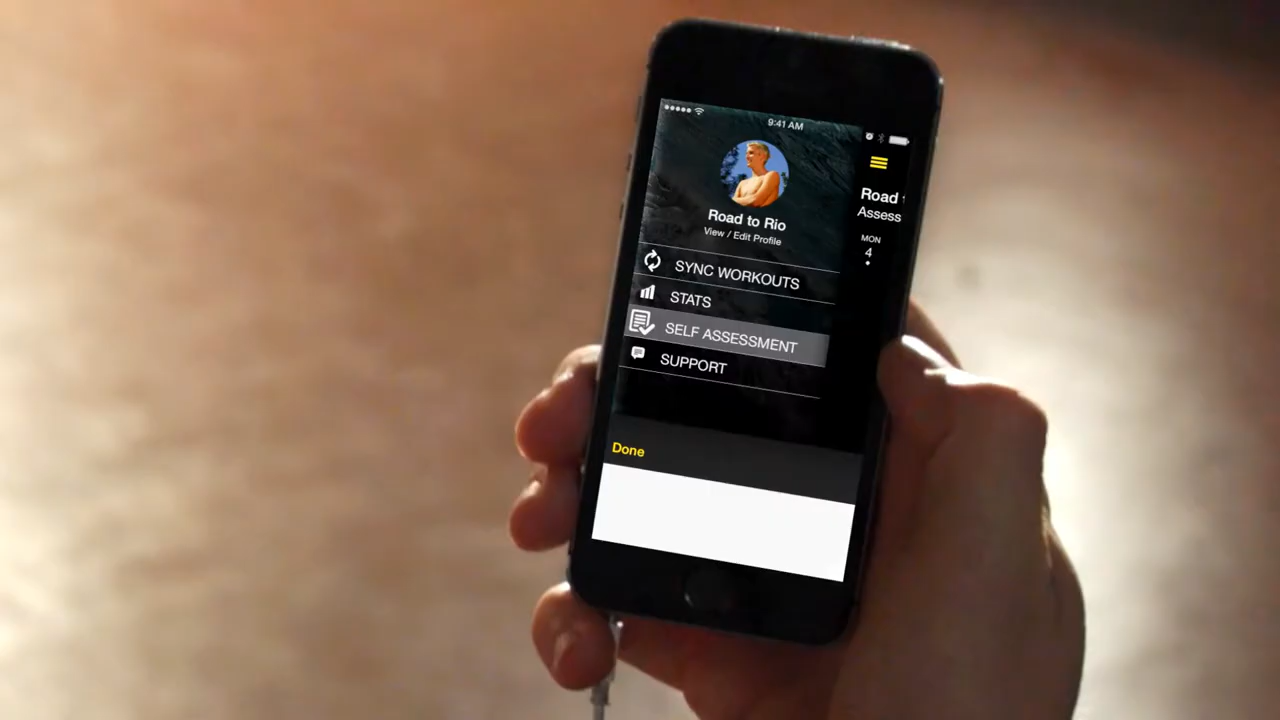 9:41 AM
Road to Rio
View / Edit Profile
SYNC WORKOUTS
STATS
SELF ASSESSMENT
SUPPORT
Done
Road
Assess
MON
4